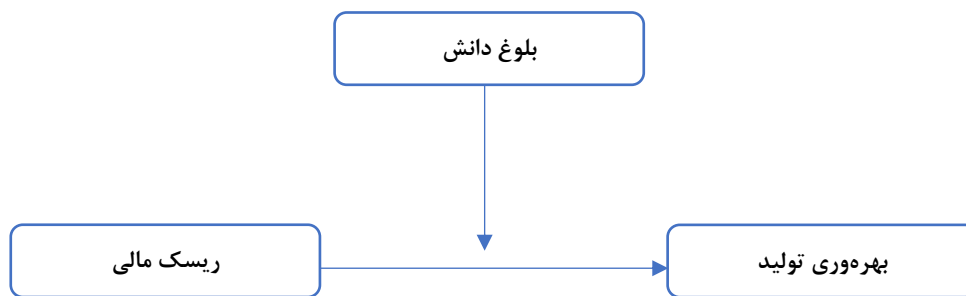 بلوغ دانش
ریسک مالی
بهره‌وری تولید